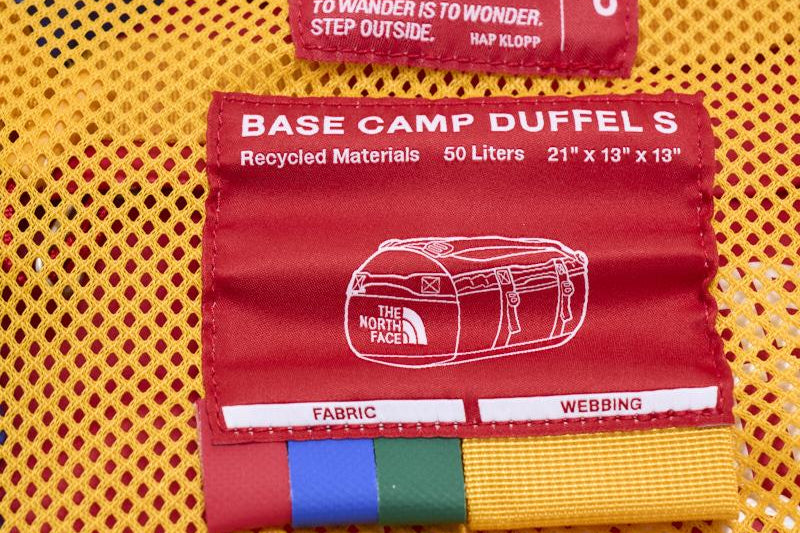 TO WANDER IS TO WONDER.
STEP OUTSIDE.
HAP KLOPP
BASE CAMP DUFFEL S
Recycled Materials 50 Liters 21" x 13" x 13"
THE
NORTH
FACE
FABRIC WEBBING